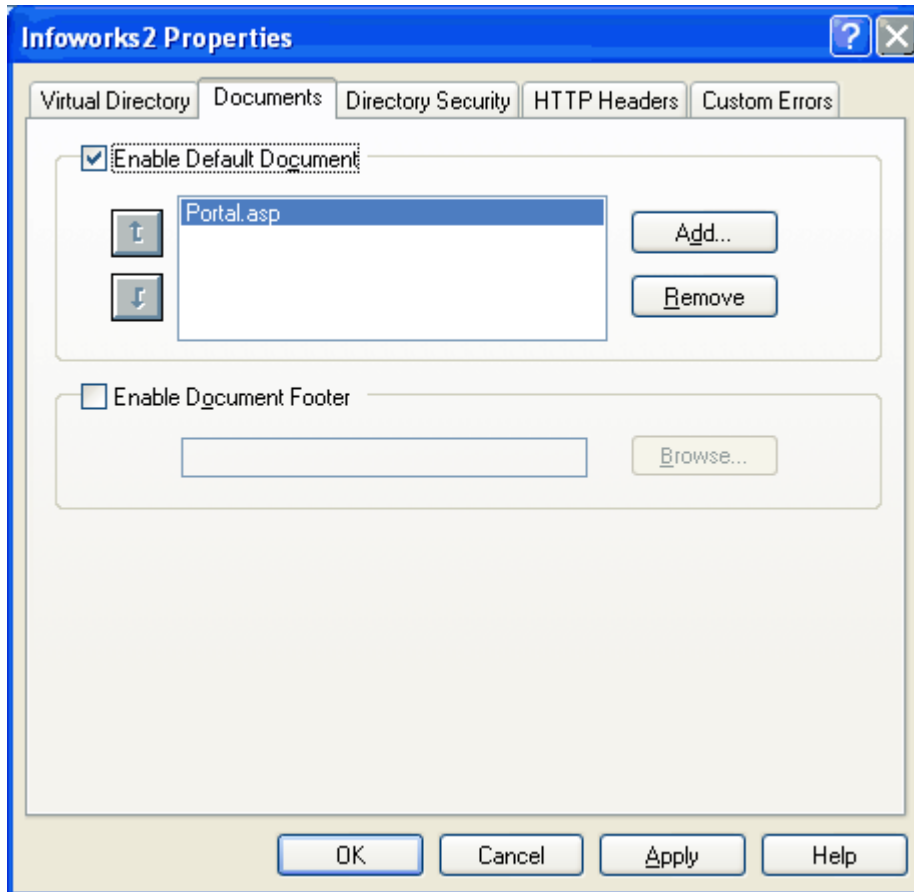 Infoworks2 Properties
Virtual Directory Documents Directory Security HTTP Headers Custom Errors
Enable Default Document
Portal.asp
Add...
Remove
Enable Document Footer
Browse...
OK Cancel Apply Help